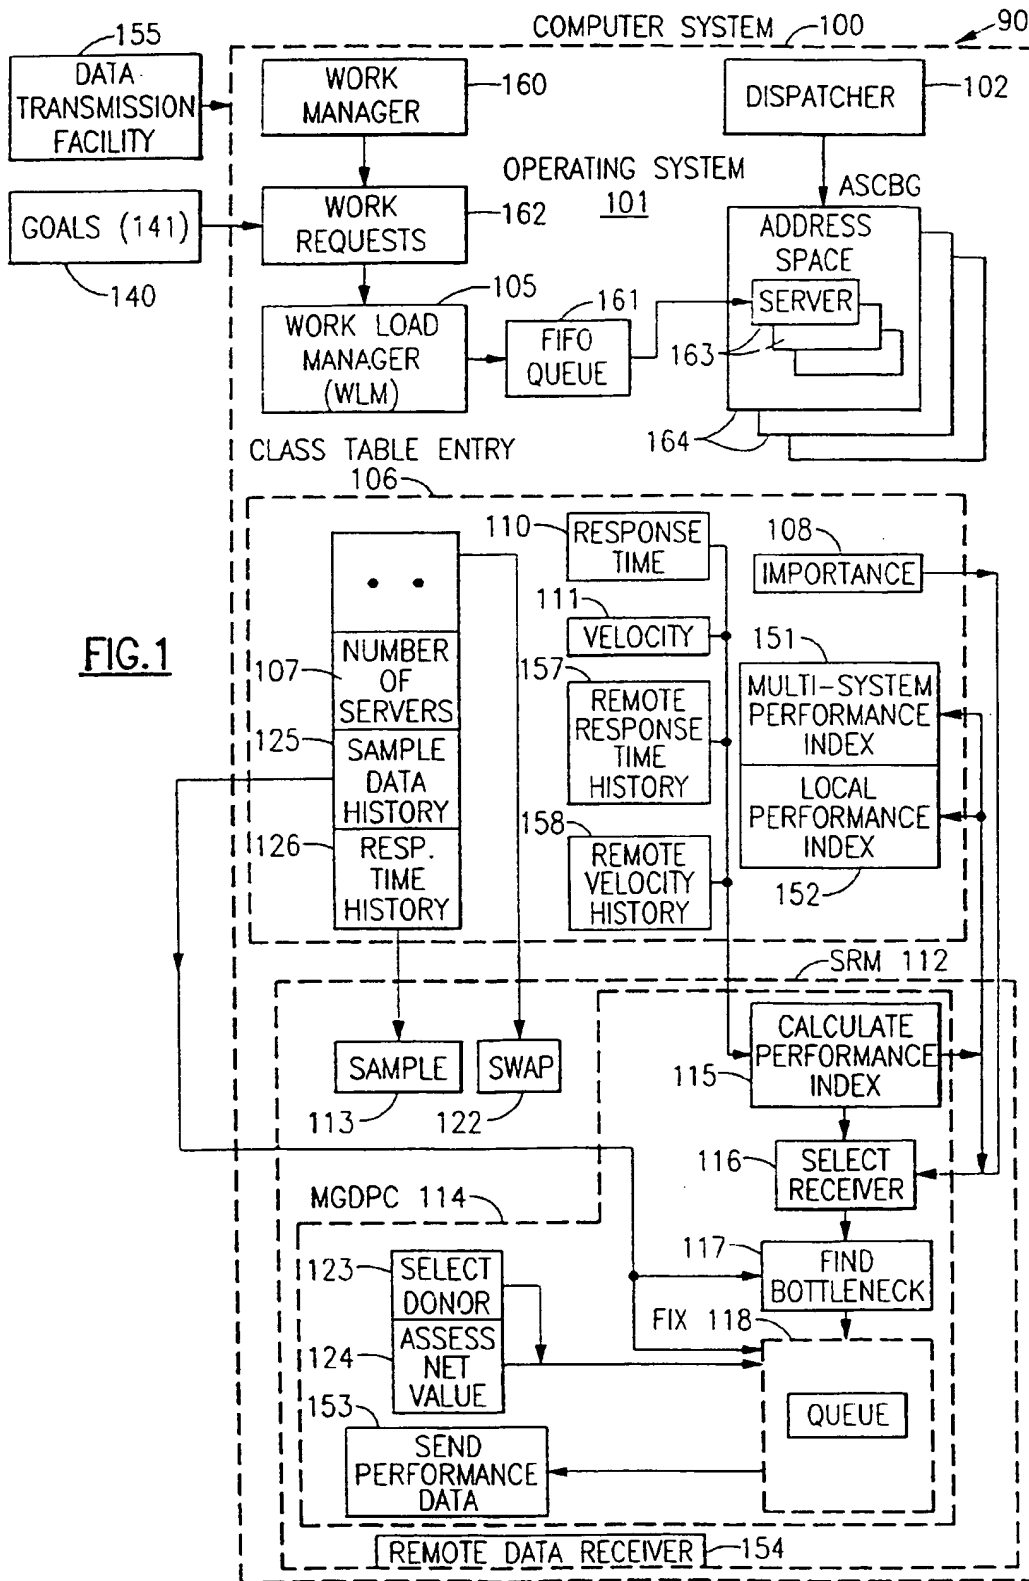 COMPUTER SYSTEM 100
90
155
DATA
TRANSMISSION
FACILITY
WORK
MANAGER
160
DISPATCHER
102
OPERATING SYSTEM
101
GOALS (141)
140
WORK
REQUESTS
162
ASCBG
ADDRESS
SPACE
SERVER
163
164
105
WORK LOAD
MANAGER
(WLM)
161
FIFO
QUEUE
CLASS TABLE ENTRY
106
FIG.1
107
NUMBER
OF
SERVERS
125
SAMPLE
DATA
HISTORY
126
RESP.
TIME
HISTORY
110
RESPONSE
TIME
111
VELOCITY
157
REMOTE
RESPONSE
TIME
HISTORY
158
REMOTE
VELOCITY
HISTORY
108
IMPORTANCE
151
MULTI-SYSTEM
PERFORMANCE
INDEX
LOCAL
PERFORMANCE
INDEX
152
SRM 112
SAMPLE
113
SWAP
122
CALCULATE
PERFORMANCE
INDEX
115
116
SELECT
RECEIVER
MGDPC 114
117
FIND
BOTTLENECK
123
SELECT
DONOR
124
ASSESS
NET
VALUE
FIX 118
QUEUE
153
SEND
PERFORMANCE
DATA
REMOTE DATA RECEIVER
154